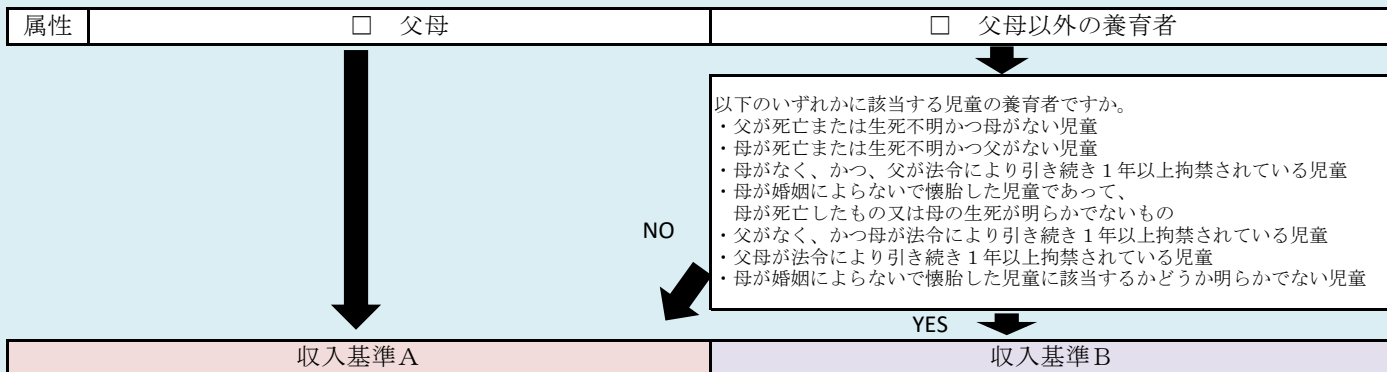 属性
□ 父母
□ 父母以外の養育者
以下のいずれかに該当する児童の養育者ですか。
・父が死亡または生死不明かつ母がない児童
・母が死亡または生死不明かつ父がない児童
・母がなく、かつ、父が法令により引き続き１年以上拘禁されている児童
・母が婚姻によらないで懐胎した児童であって、
母が死亡したもの又は母の生死が明らかでないもの
・父がなく、かつ母が法令により引き続き１年以上拘禁されている児童
・父母が法令により引き続き１年以上拘禁されている児童
・母が婚姻によらないで懐胎した児童に該当するかどうか明らかでない児童
NO
YES
収入基準Ａ
収入基準Ｂ